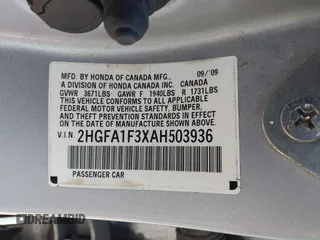 MFD. BY HONDA OF CANADA MFG.,
A DIVISION OF HONDA CANADA INC.
09/'09
CANADA
GVWR 3671LBS GAWR F 1940LBS R 1731LBS
THIS VEHICLE CONFORMS TO ALL APPLICABLE
FEDERAL MOTOR VEHICLE SAFETY, BUMPER,
AND THEFT PREVENTION STANDARDS IN EFFECT ON
THE DATE OF MANUFACTURE SHOWN ABOVE.
V.I.N. 2HGFA1F3XAH503936
PASSENGER CAR
DREAMBID